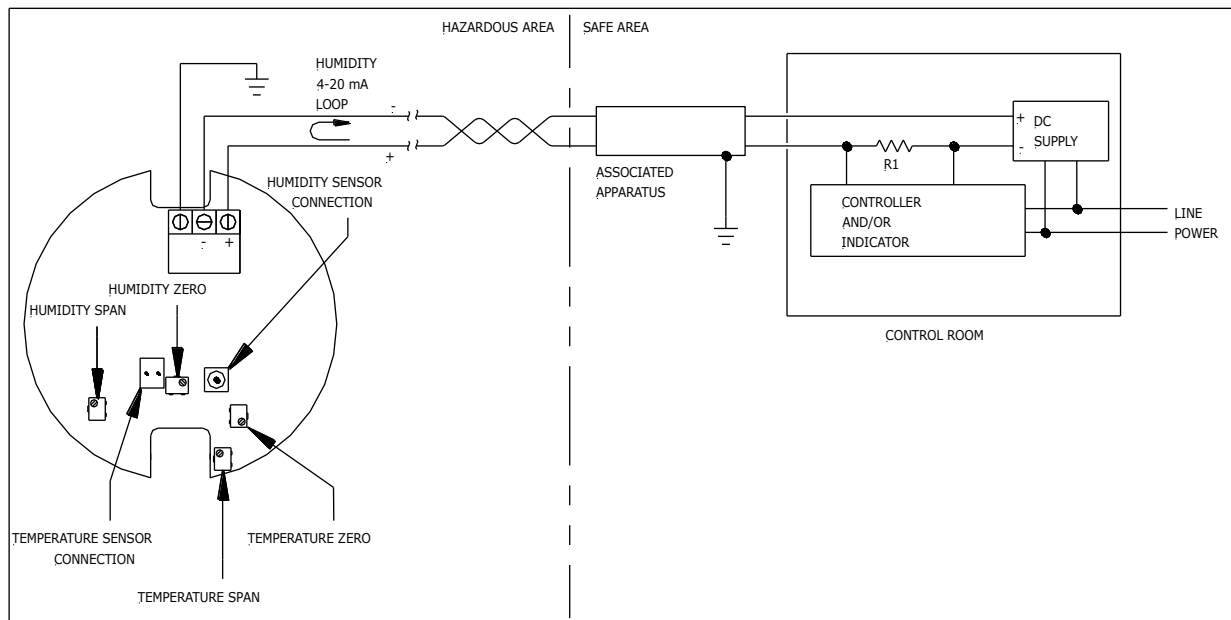 HAZARDOUS AREA
SAFE AREA
HUMIDITY
4-20 mA
LOOP
-
+
HUMIDITY SENSOR
CONNECTION
- +
HUMIDITY ZERO
HUMIDITY SPAN
TEMPERATURE SENSOR
CONNECTION
TEMPERATURE ZERO
TEMPERATURE SPAN
ASSOCIATED
APPARATUS
+
-
DC
SUPPLY
R1
CONTROLLER
AND/OR
INDICATOR
LINE
POWER
CONTROL ROOM